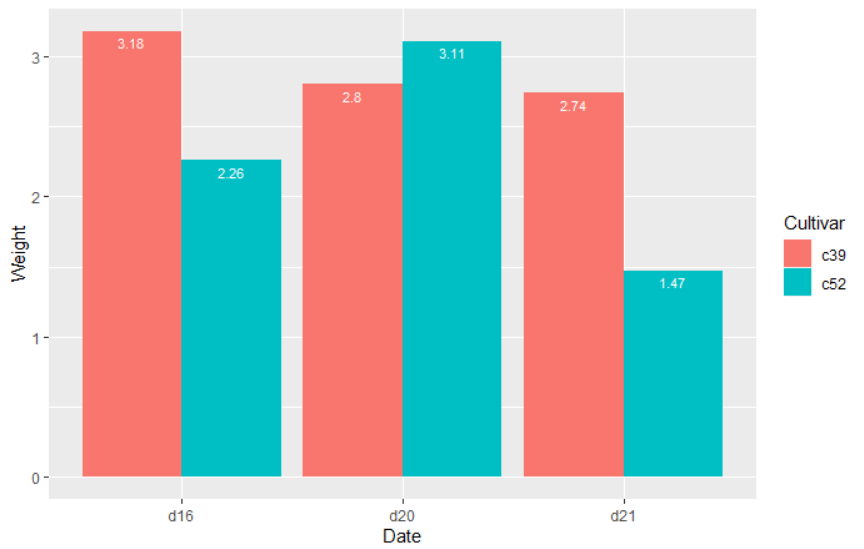 3.18
3.11
2.8
2.74
2.26
1.47
3
2
1
0
Weight
d16
d20
d21
Date
Cultivar
c39
c52